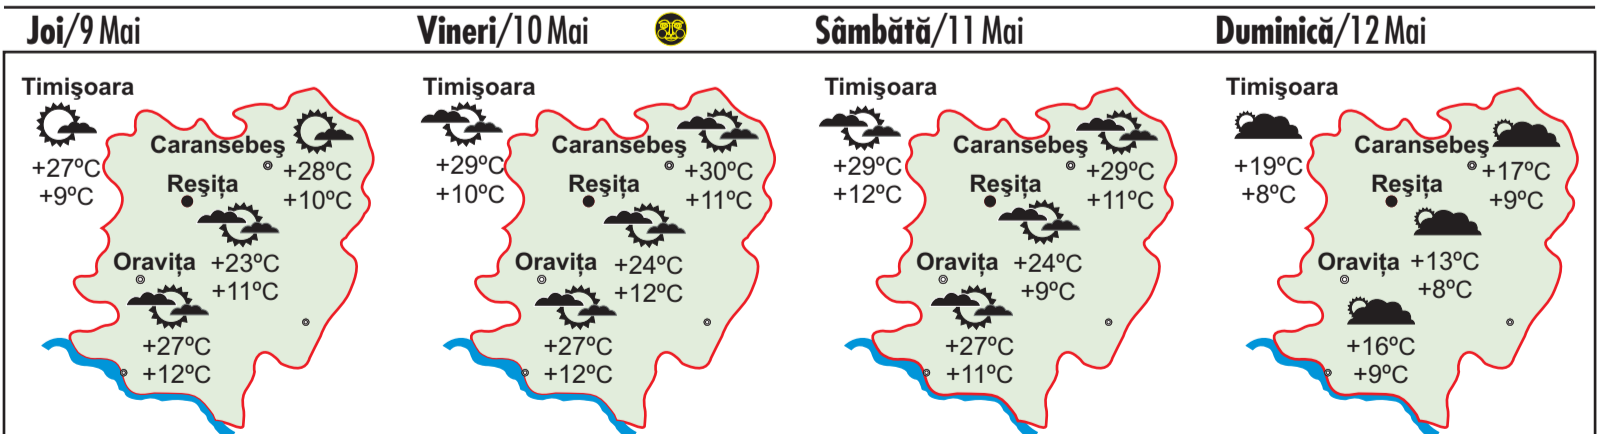 Joi/9 Mai
Timişoara
+27ºC
+9ºC
Caransebeş
+28ºC
+10ºC
Reşiţa
+23ºC
+11ºC
Oraviţa
+27ºC
+12ºC
Vineri/10 Mai
Timişoara
+29ºC
+10ºC
Caransebeş
+30ºC
+11ºC
Reşiţa
+24ºC
+12ºC
Oraviţa
+27ºC
+12ºC
Sâmbătă/11 Mai
Timişoara
+29ºC
+12ºC
Caransebeş
+29ºC
+11ºC
Reşiţa
+24ºC
+9ºC
Oraviţa
+27ºC
+11ºC
Duminică/12 Mai
Timişoara
+19ºC
+8ºC
Caransebeş
+17ºC
+9ºC
Reşiţa
+13ºC
+8ºC
Oraviţa
+16ºC
+9ºC